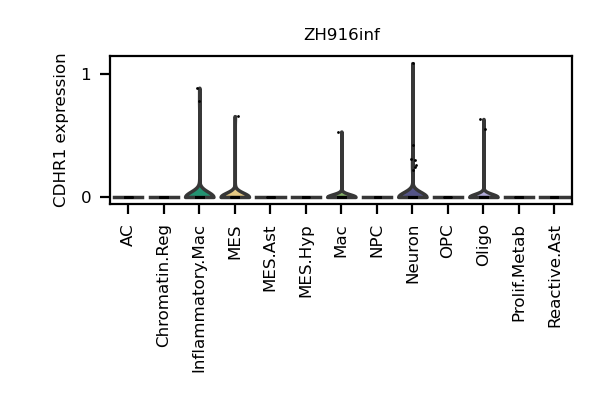 ZH916inf
CDHR1 expression
1
0
AC
Chromatin.Reg
Inflammatory.Mac
MES
MES.Ast
MES.Hyp
Mac
NPC
Neuron
OPC
Oligo
Prolif.Metab
Reactive.Ast